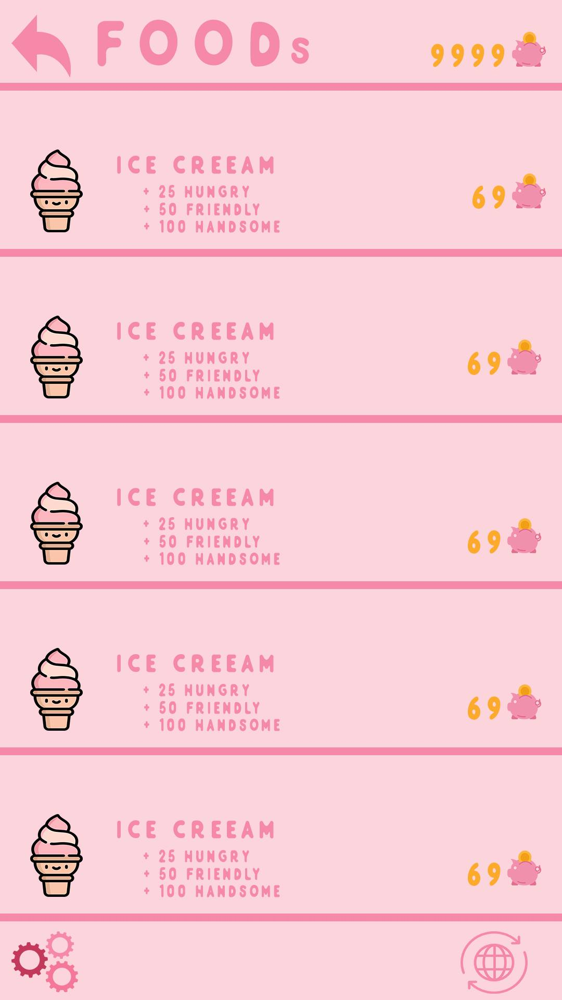 FOODs
9999
ICE CREEAM
+ 25 HUNGRY
+ 50 FRIENDLY
+ 100 HANDSOME
69
ICE CREEAM
+ 25 HUNGRY
+ 50 FRIENDLY
+ 100 HANDSOME
69
ICE CREEAM
+ 25 HUNGRY
+ 50 FRIENDLY
+ 100 HANDSOME
69
ICE CREEAM
+ 25 HUNGRY
+ 50 FRIENDLY
+ 100 HANDSOME
69
ICE CREEAM
+ 25 HUNGRY
+ 50 FRIENDLY
+ 100 HANDSOME
69